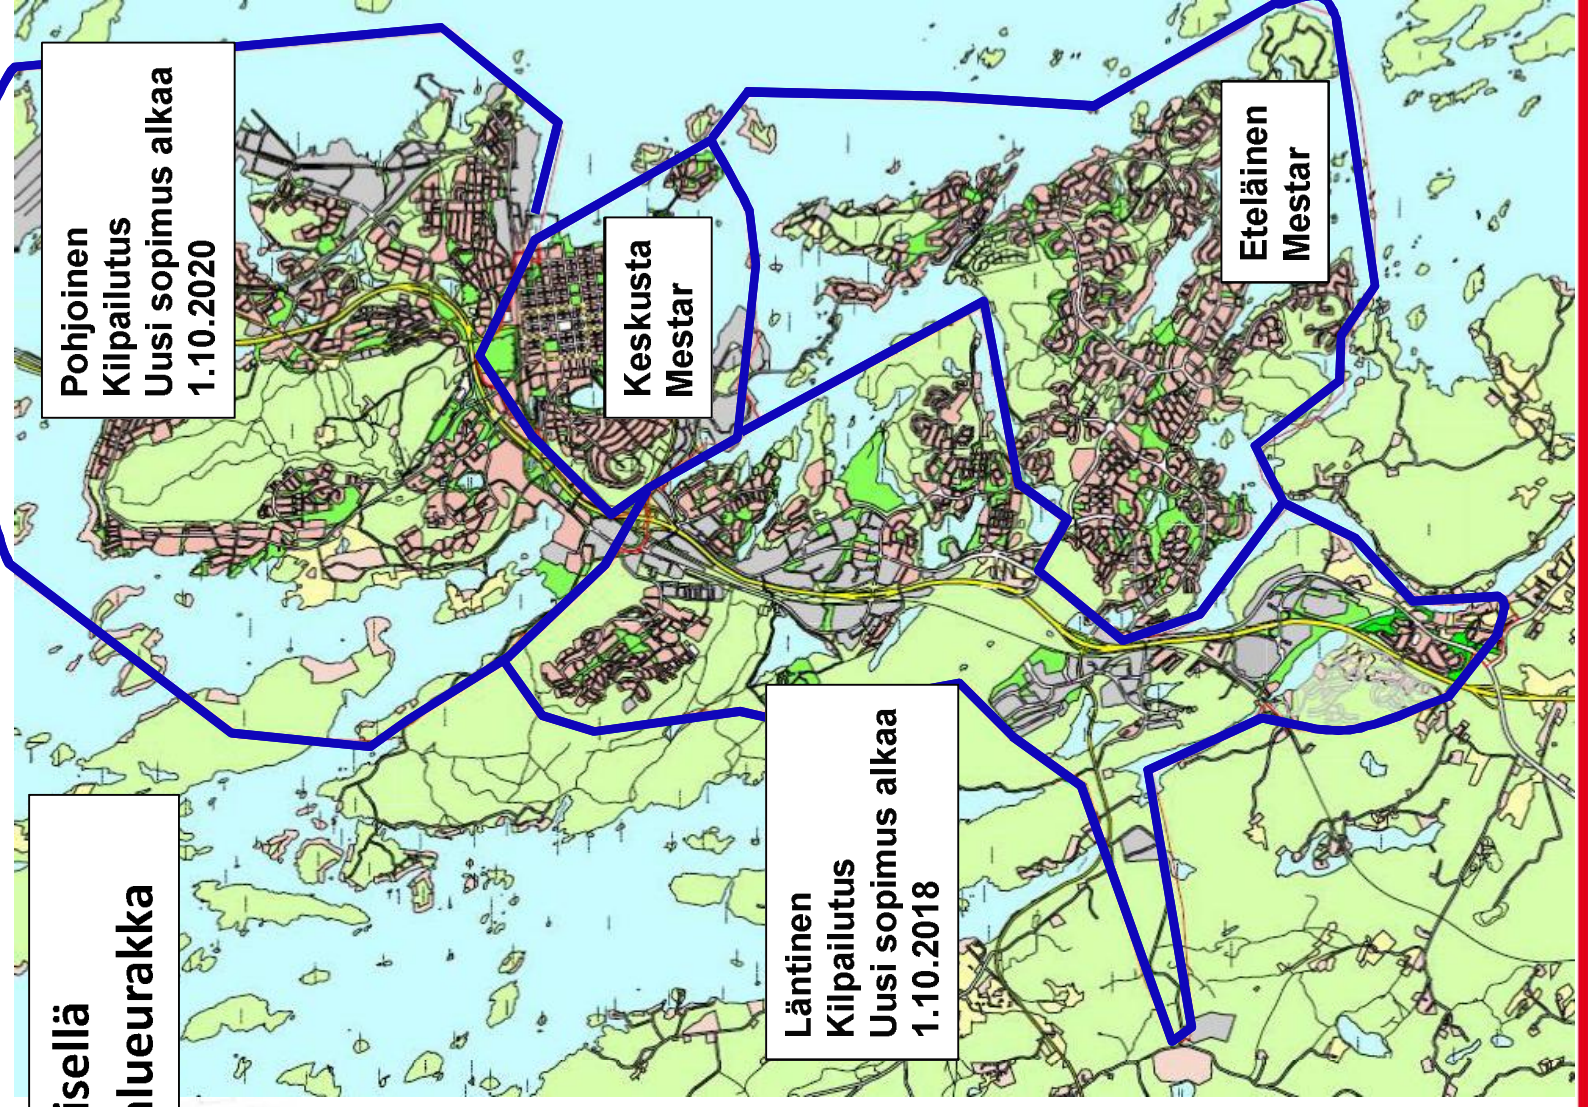 Pohjoinen
Kilpailutus
Uusi sopimus alkaa
1.10.2020
Keskusta
Mestar
Eteläinen
Mestar
Läntinen
Kilpailutus
Uusi sopimus alkaa
1.10.2018
isellä
lueurakka